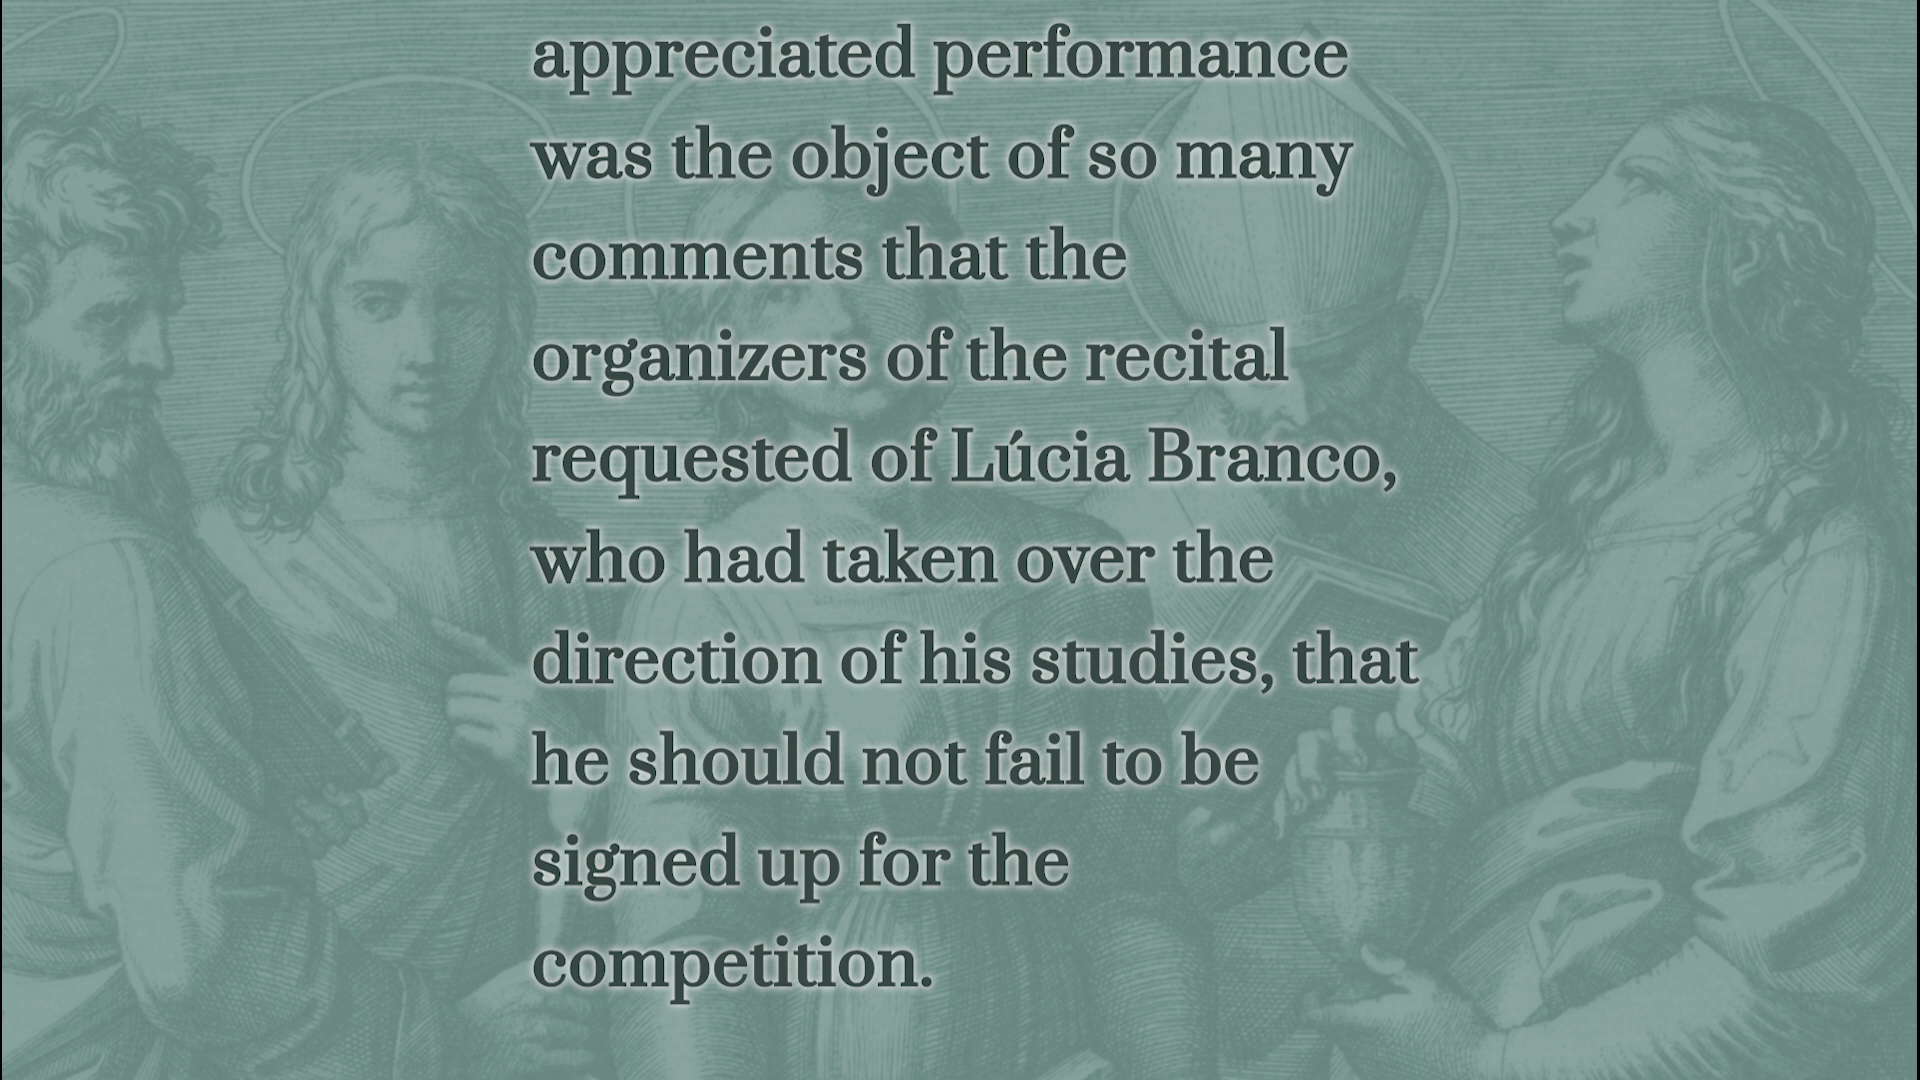 appreciated performance
was the object of so many
comments that the
organizers of the recital
requested of Lúcia Branco,
who had taken over the
direction of his studies, that
he should not fail to be
signed up for the
competition.